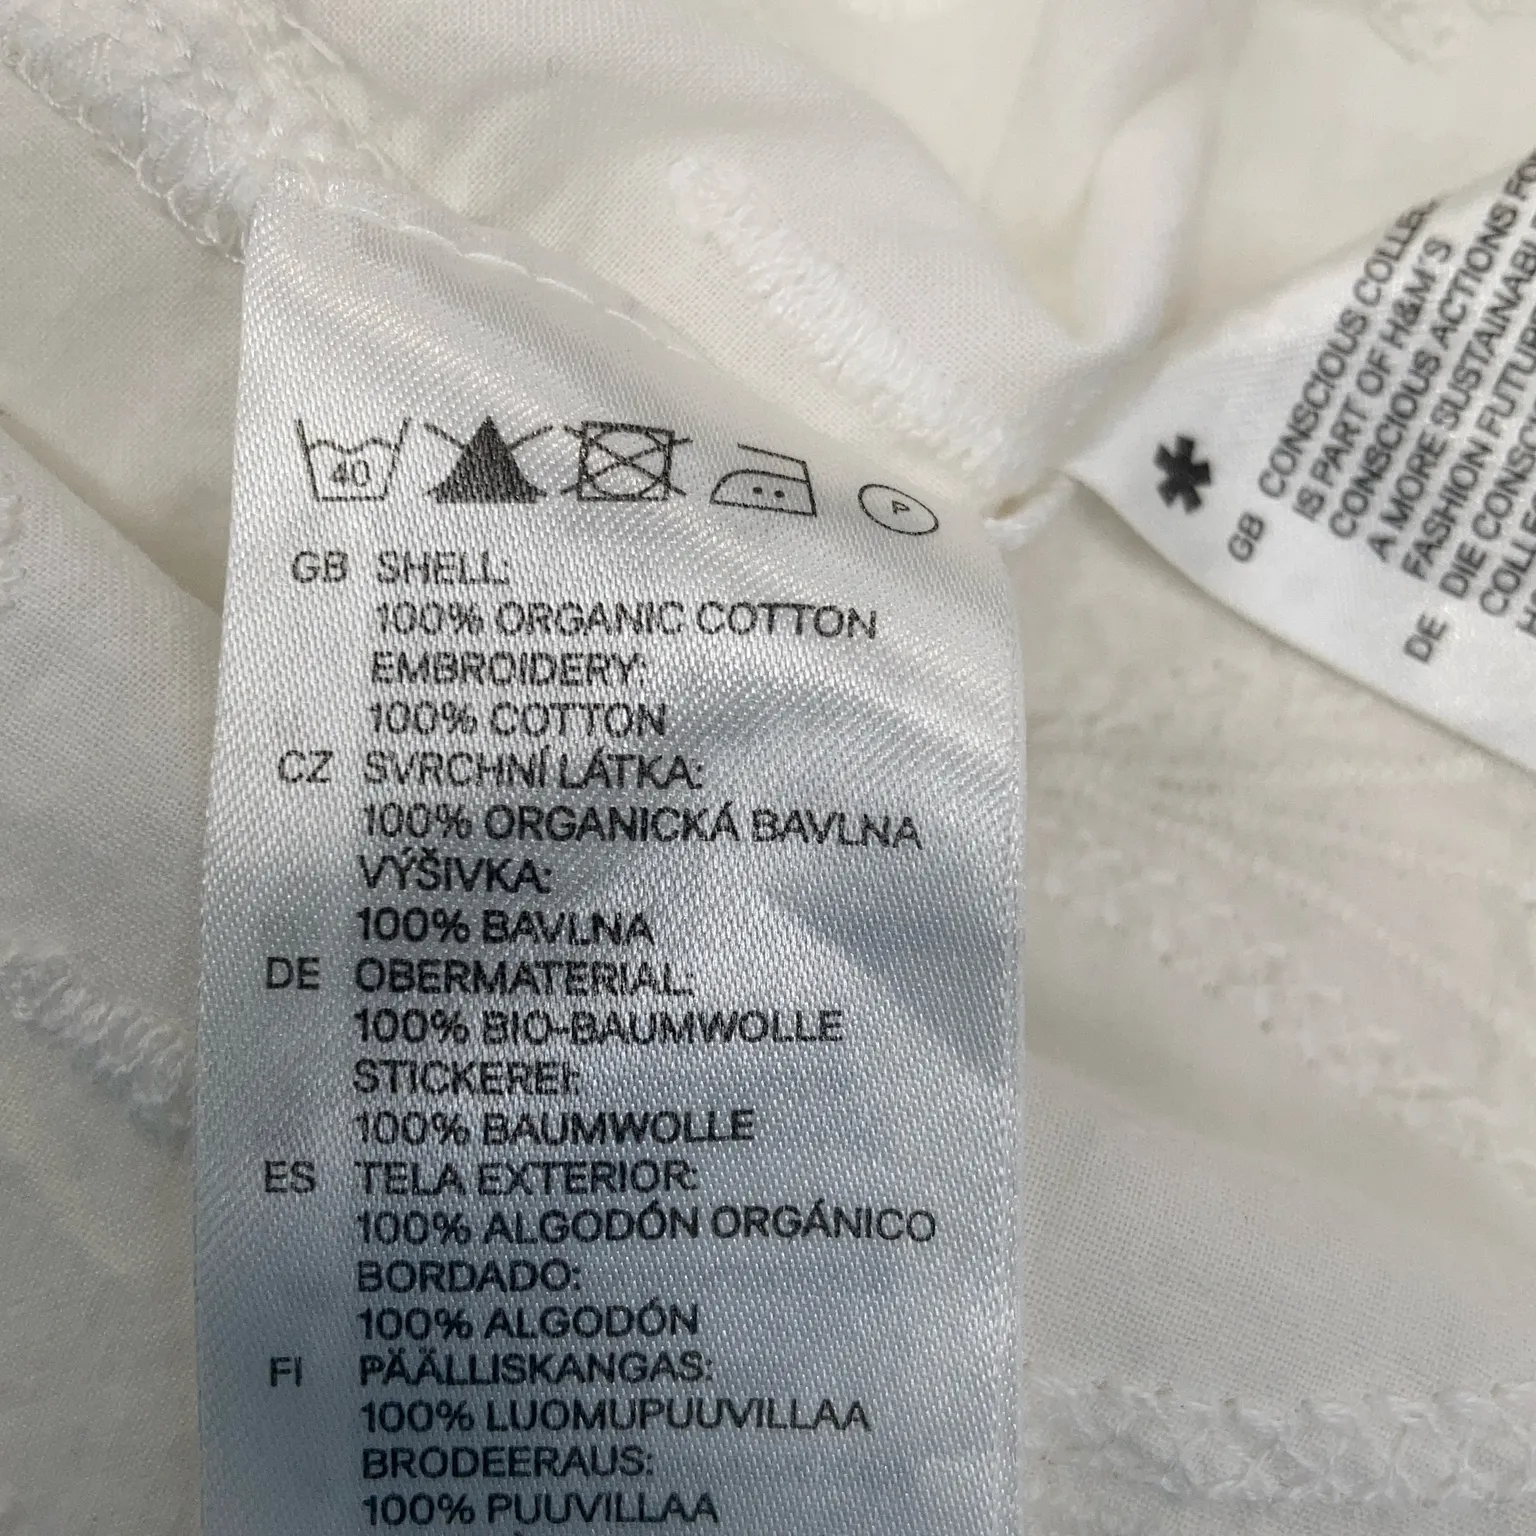 40
P
GB SHELL:
100% ORGANIC COTTON
EMBROIDERY:
100% COTTON
CZ SVRCHNÍ LÁTKA:
100% ORGANICKÁ BAVLNA
VÝŠIVKA:
100% BAVLNA
DE OBERMATERIAL:
100% BIO-BAUMWOLLE
STICKEREI:
100% BAUMWOLLE
ES TELA EXTERIOR:
100% ALGODÓN ORGÁNICO
BORDADO:
100% ALGODÓN
FI PÄÄLLISKANGAS:
100% LUOMUPUUVILLAA
BRODEERAUS:
100% PUUVILLAA
GB CONSCIOUS
IS PART OF H&M´S
CONSCIOUS ACTIONS
A MORE SUSTAINABLE
FASHION
DE DIE